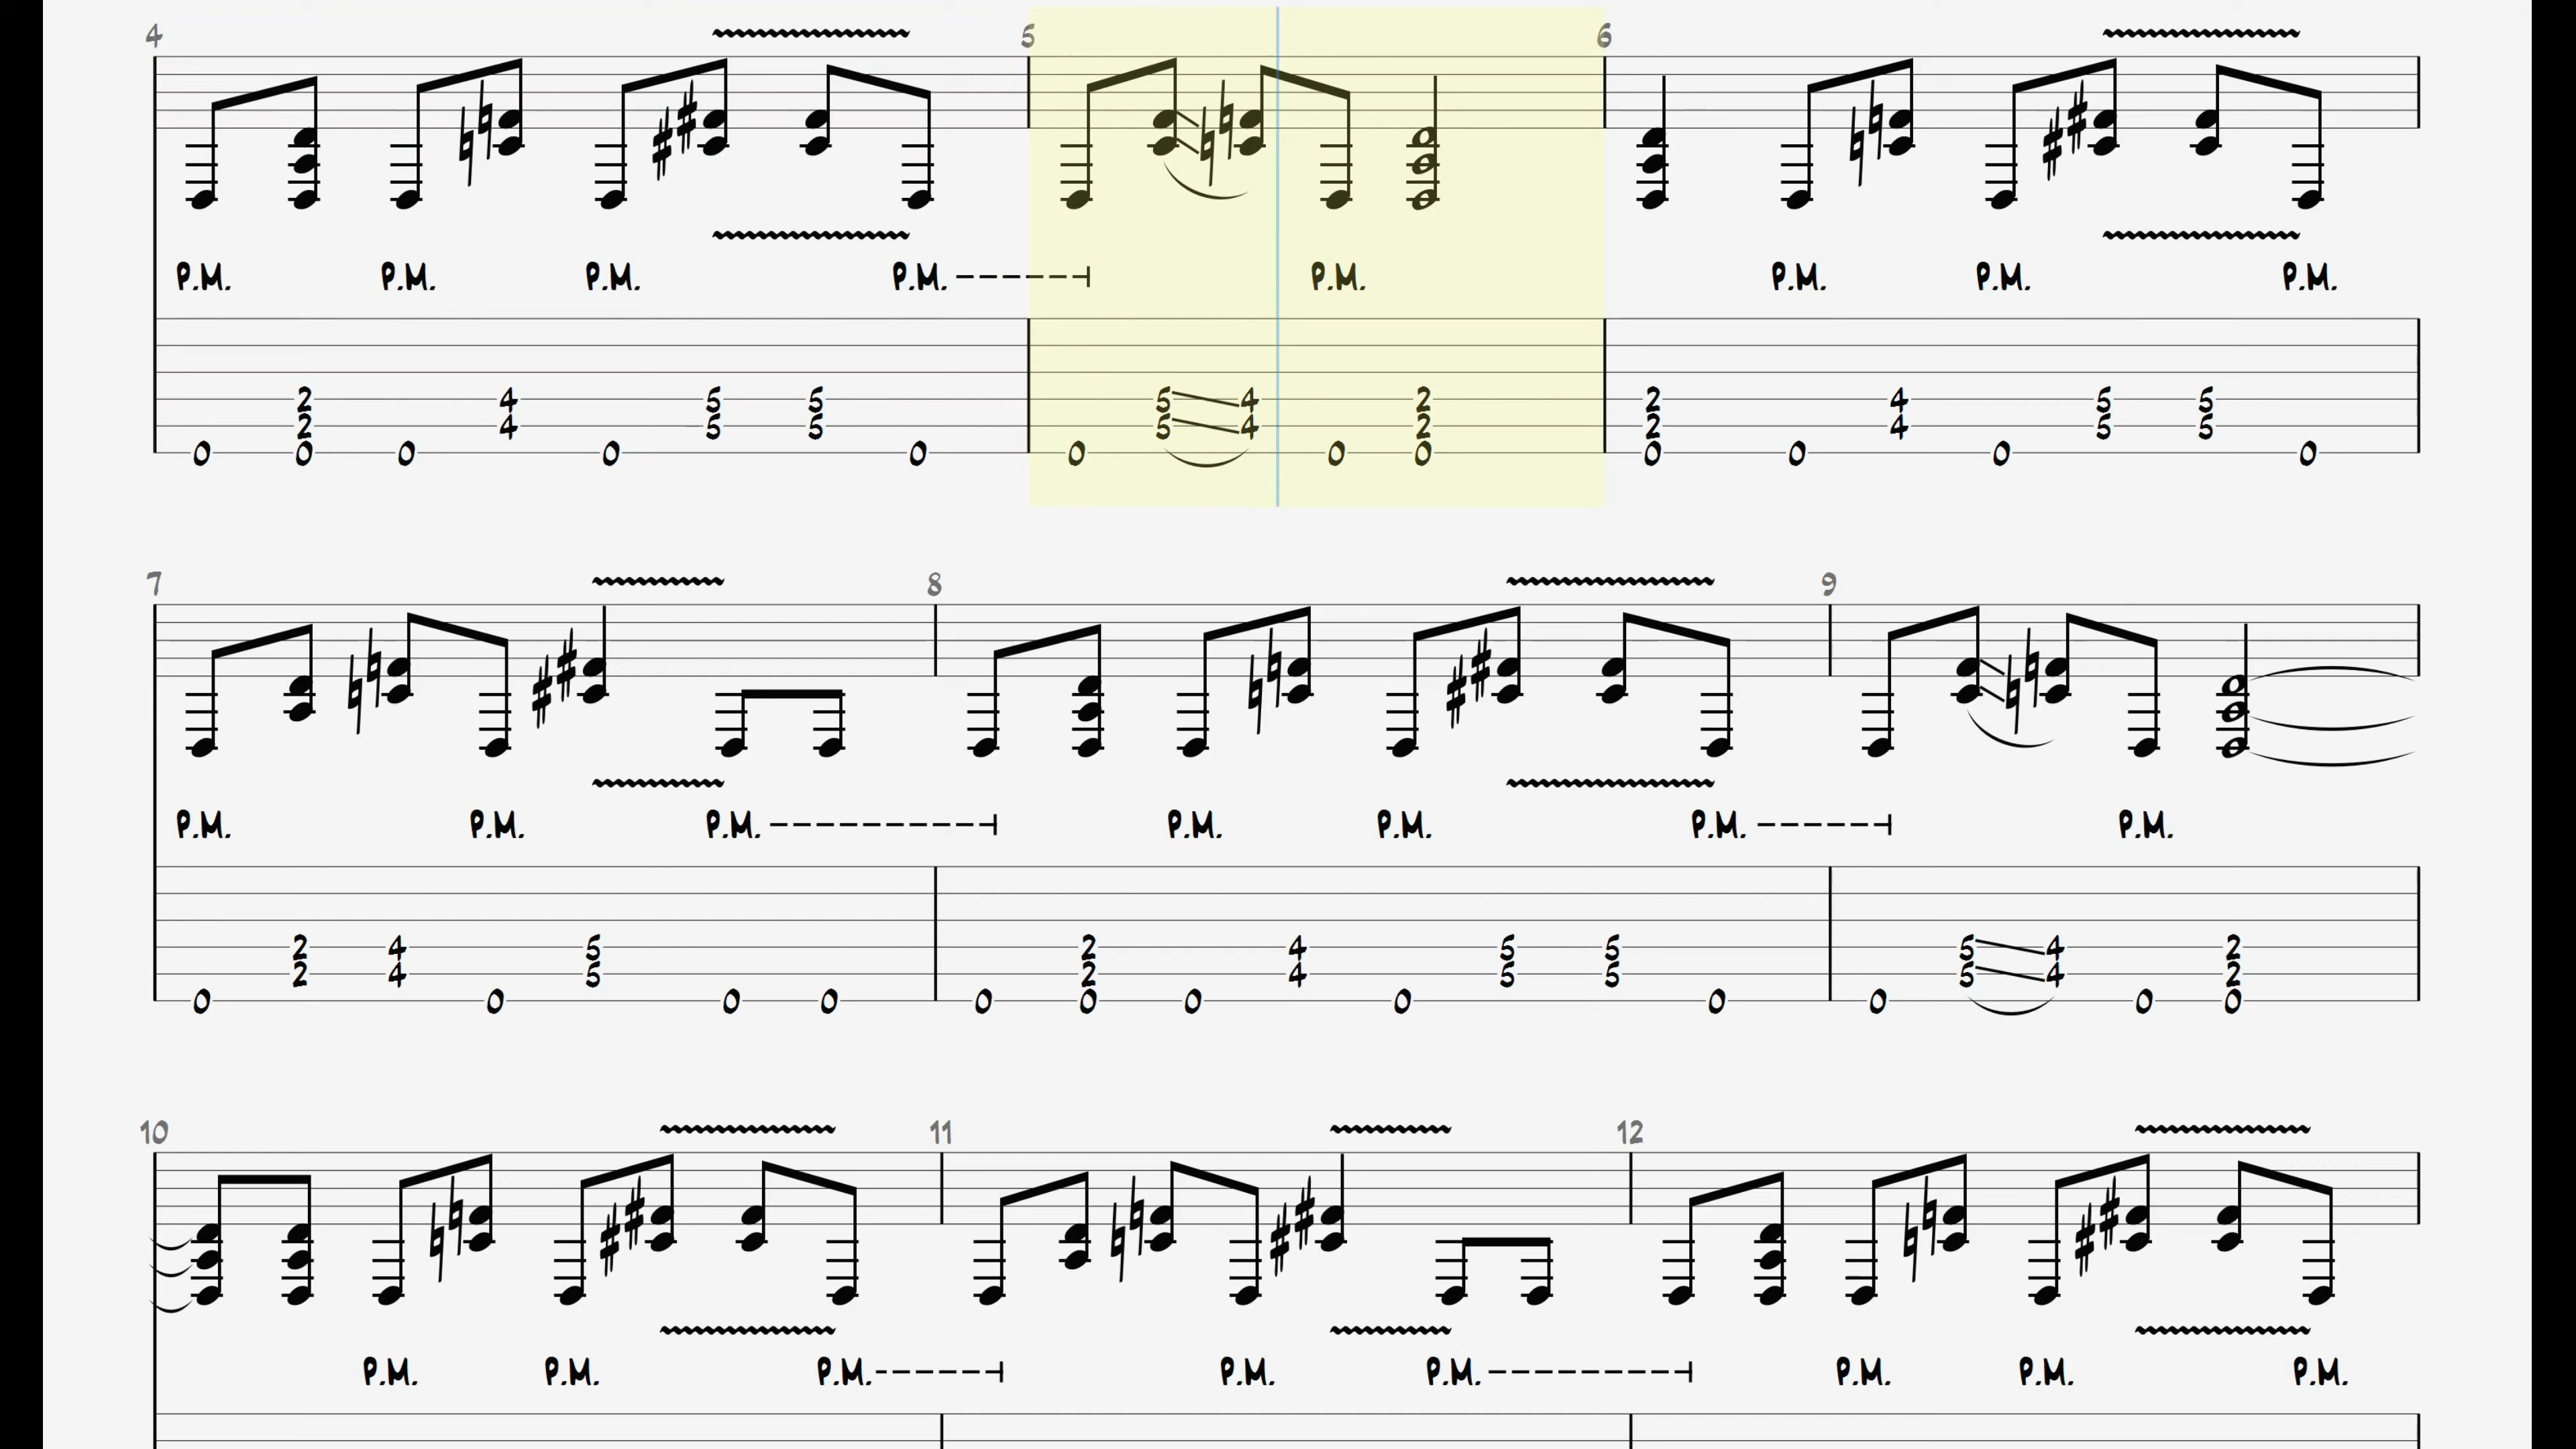 4 5 6
P.M. P.M. P.M. P.M. P.M. P.M. P.M. P.M.
2 4 5 5 5 4 2 2 4 5 5
2 4 5 5 5 4 2 2 4 5 5
0 0 0 0 0 0 0 0 0 0 0 0
7 8 9
P.M. P.M. P.M. P.M. P.M. P.M. P.M.
2 4 5 2 4 5 5 5 4 2
2 4 5 2 4 5 5 5 4 2
0 0 0 0 0 0 0 0 0 0 0 0
10 11 12
P.M. P.M. P.M. P.M. P.M. P.M. P.M. P.M.